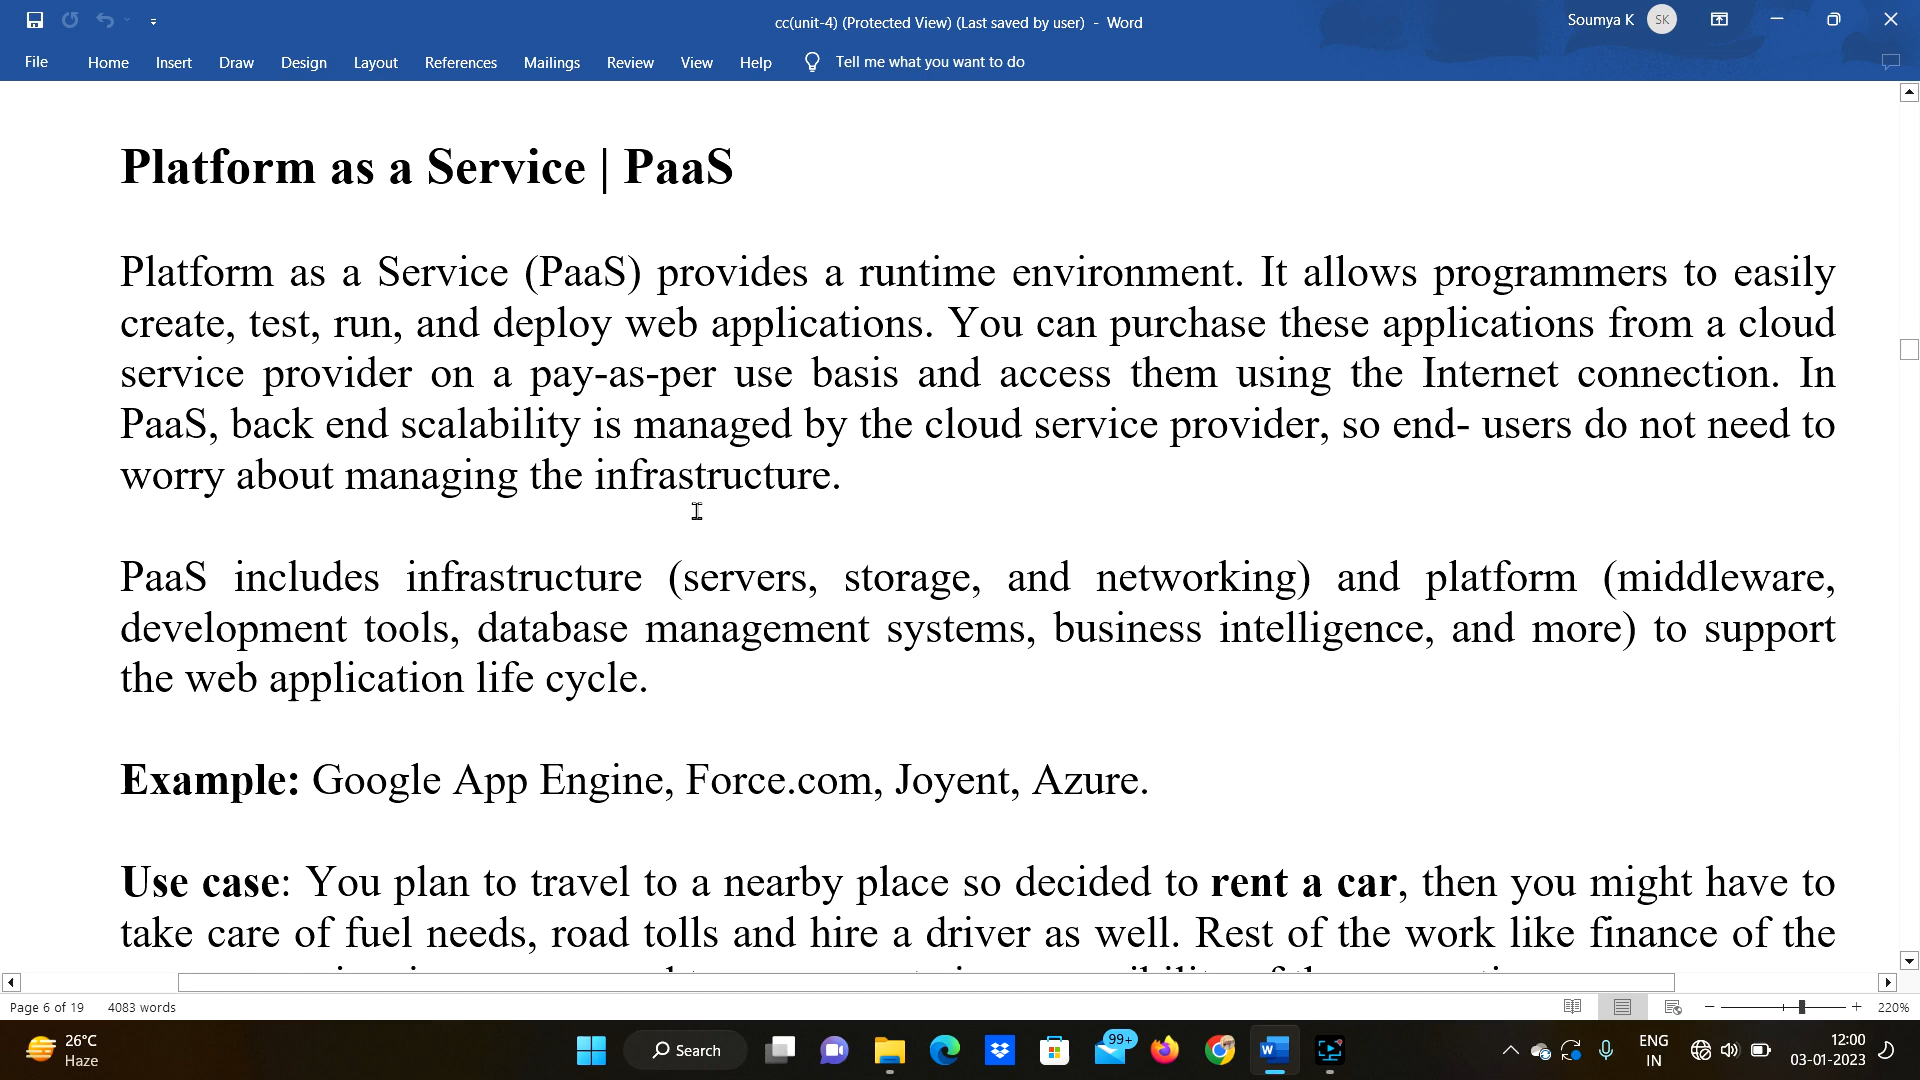 cc(unit-4) (Protected View) (Last saved by user) - Word
Soumya K
SK
File Home Insert Draw Design Layout References Mailings Review View Help Tell me what you want to do
Platform as a Service | PaaS
Platform as a Service (PaaS) provides a runtime environment. It allows programmers to easily
create, test, run, and deploy web applications. You can purchase these applications from a cloud
service provider on a pay-as-per use basis and access them using the Internet connection. In
PaaS, back end scalability is managed by the cloud service provider, so end- users do not need to
worry about managing the infrastructure.
PaaS includes infrastructure (servers, storage, and networking) and platform (middleware,
development tools, database management systems, business intelligence, and more) to support
the web application life cycle.
Example: Google App Engine, Force.com, Joyent, Azure.
Use case: You plan to travel to a nearby place so decided to rent a car, then you might have to
take care of fuel needs, road tolls and hire a driver as well. Rest of the work like finance of the
Page 6 of 19 4083 words
220%
26°C
Haze
Search
99+
ENG
IN
12:00
03-01-2023